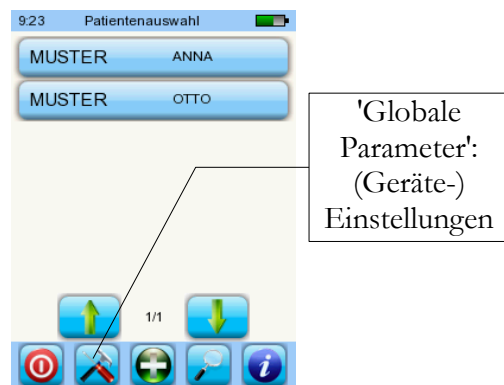 9:23 Patientenauswahl
MUSTER ANNA
MUSTER OTTO
'Globale
Parameter':
(Geräte-)
Einstellungen
1/1
i